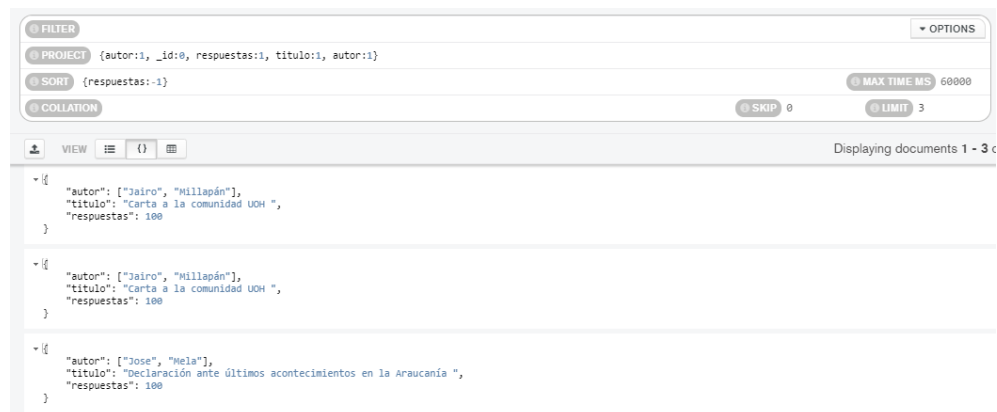 FILTER
OPTIONS
PROJECT {autor:1, _id:0, respuestas:1, titulo:1, autor:1}
SORT {respuestas:-1}
MAX TIME MS 60000
COLLATION
SKIP 0
LIMIT 3
VIEW {}
Displaying documents 1 - 3
{
"autor": ["Jairo", "Millapán"],
"titulo": "Carta a la comunidad UOH ",
"respuestas": 100
}
{
"autor": ["Jairo", "Millapán"],
"titulo": "Carta a la comunidad UOH ",
"respuestas": 100
}
{
"autor": ["Jose", "Mela"],
"titulo": "Declaración ante últimos acontecimientos en la Araucanía ",
"respuestas": 100
}